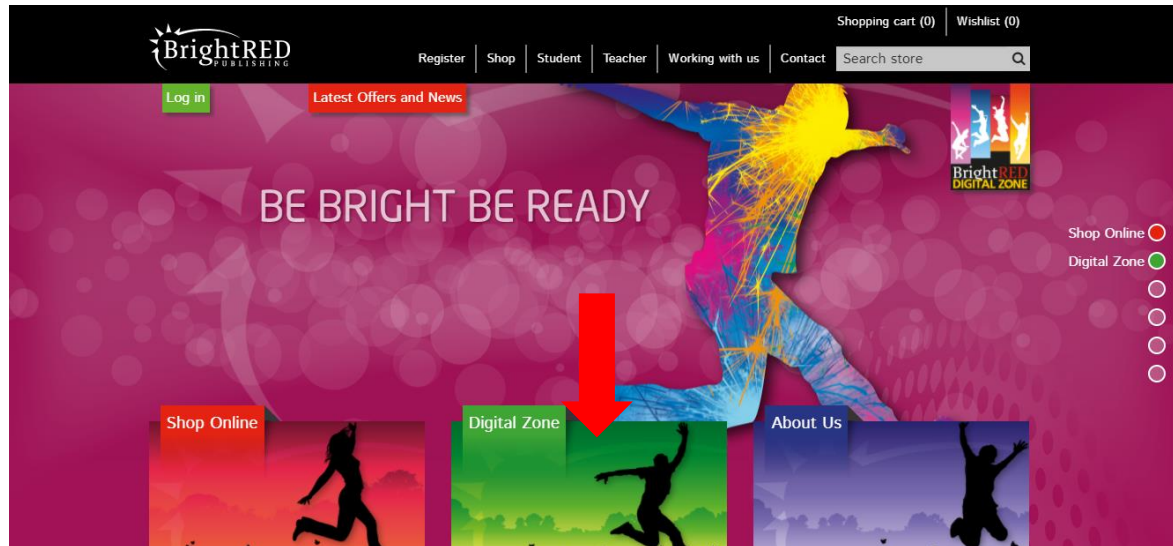 Shopping cart (0) Wishlist (0)
BrightRED
PUBLISHING
Register Shop Student Teacher Working with us Contact Search store
Log in Latest Offers and News
BrightRED
DIGITAL ZONE
BE BRIGHT BE READY
Shop Online
Digital Zone
Shop Online Digital Zone About Us